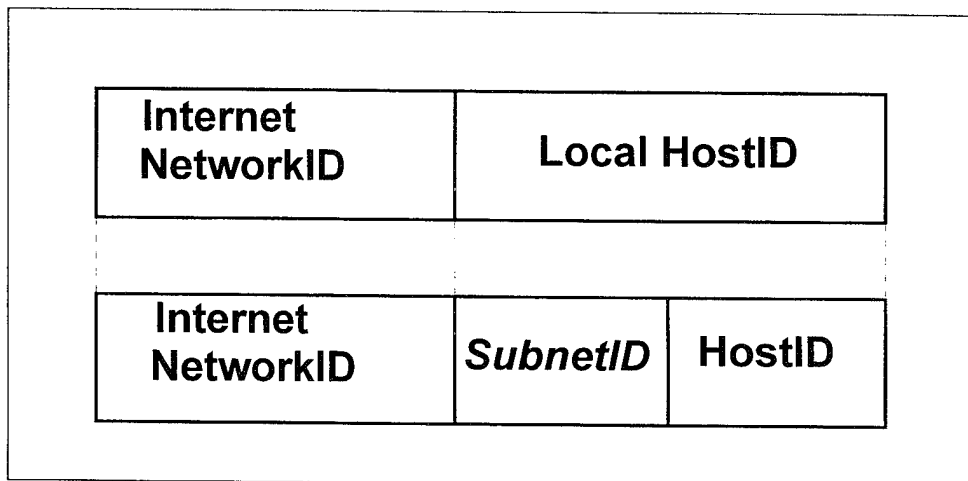 Internet
NetworkID
Local HostID
Internet
NetworkID
SubnetID
HostID